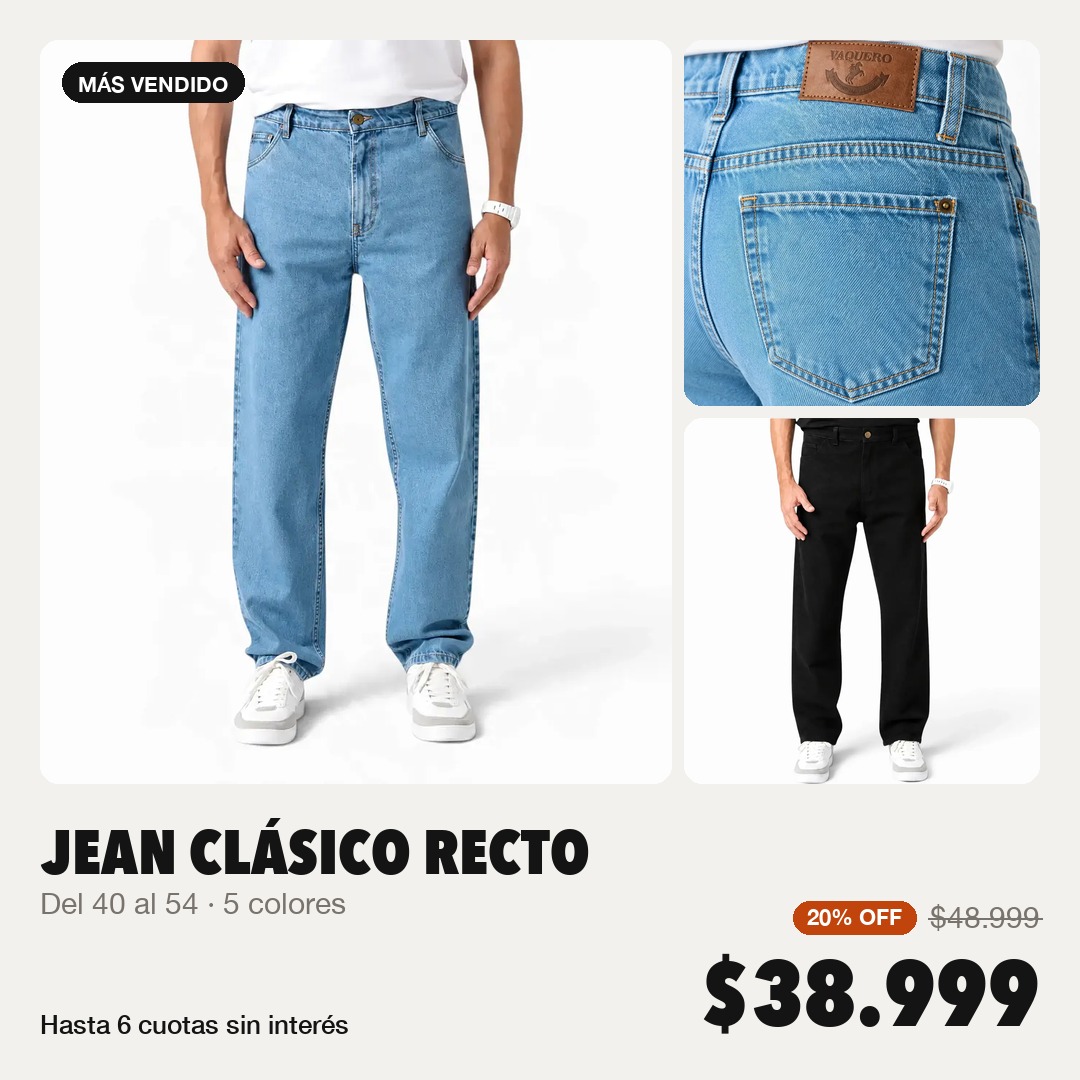 MÁS VENDIDO
VAQUERO
JEAN CLÁSICO RECTO
Del 40 al 54 · 5 colores
20% OFF $48.999
$38.999
Hasta 6 cuotas sin interés